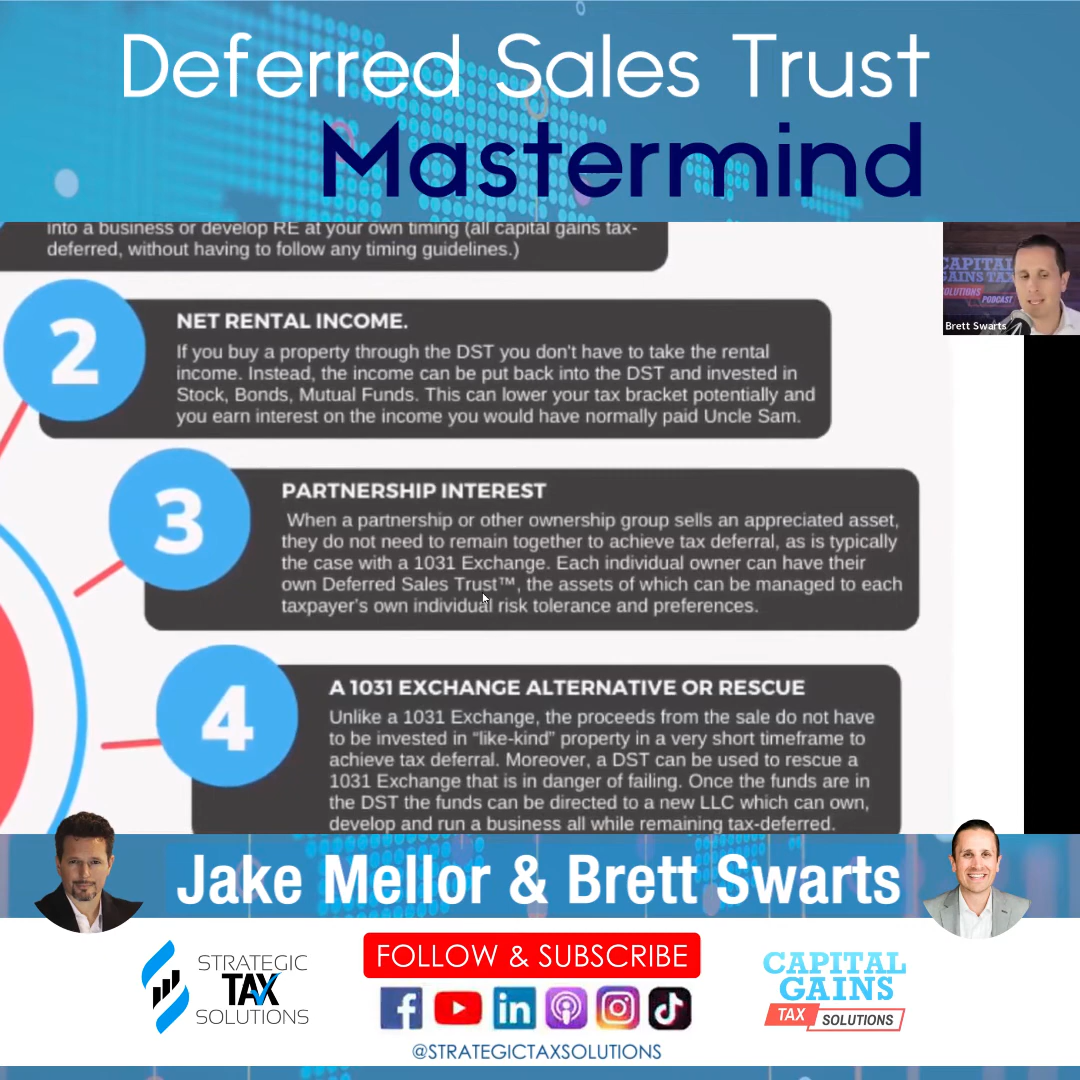 Deferred Sales Trust
Mastermind
into a business or develop RE at your own timing (all capital gains tax-
deferred, without having to follow any timing guidelines.)
2
NET RENTAL INCOME.
If you buy a property through the DST you don't have to take the rental
income. Instead, the income can be put back into the DST and invested in
Stock, Bonds, Mutual Funds. This can lower your tax bracket potentially and
you earn interest on the income you would have normally paid Uncle Sam.
CAPITAL
GAINS TAX
SOLUTIONS
PODCAST
Brett Swarts
3
PARTNERSHIP INTEREST
When a partnership or other ownership group sells an appreciated asset,
they do not need to remain together to achieve tax deferral, as is typically
the case with a 1031 Exchange. Each individual owner can have their
own Deferred Sales Trust™, the assets of which can be managed to each
taxpayer's own individual risk tolerance and preferences.
4
A 1031 EXCHANGE ALTERNATIVE OR RESCUE
Unlike a 1031 Exchange, the proceeds from the sale do not have
to be invested in “like-kind” property in a very short timeframe to
achieve tax deferral. Moreover, a DST can be used to rescue a
1031 Exchange that is in danger of failing. Once the funds are in
the DST the funds can be directed to a new LLC which can own,
develop and run a business all while remaining tax-deferred.
Jake Mellor & Brett Swarts
STRATEGIC
TAX
SOLUTIONS
FOLLOW & SUBSCRIBE
@STRATEGICTAXSOLUTIONS
CAPITAL
GAINS
TAX SOLUTIONS